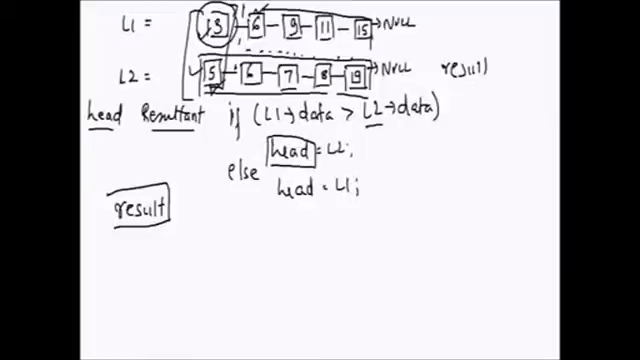 L1 = 3 6 9 11 15 NULL
L2 = 5 6 7 8 19 NULL result
head Resultant if (L1→data > L2→data)
head = L2;
else
head = L1;
result